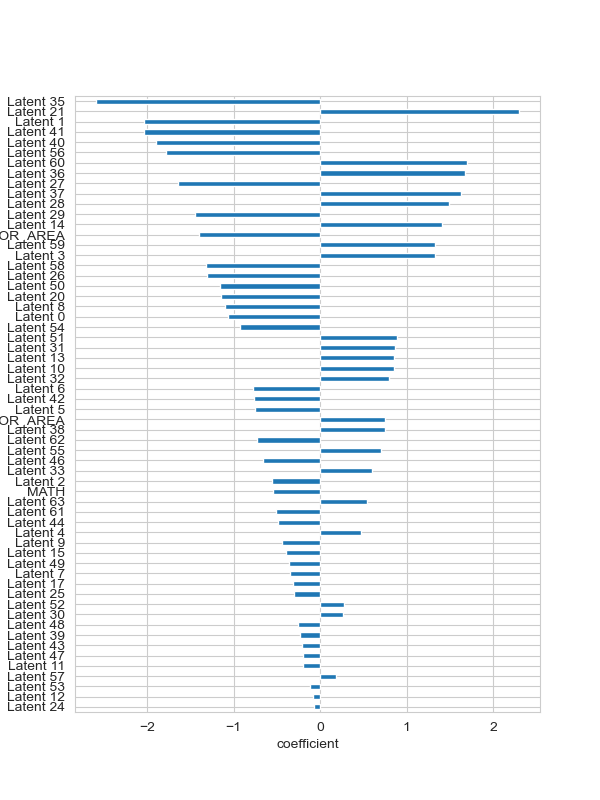 Latent 35
Latent 21
Latent 1
Latent 41
Latent 40
Latent 56
Latent 60
Latent 36
Latent 27
Latent 37
Latent 28
Latent 29
Latent 14
OR_AREA
Latent 59
Latent 3
Latent 58
Latent 26
Latent 50
Latent 20
Latent 8
Latent 0
Latent 54
Latent 51
Latent 31
Latent 13
Latent 10
Latent 32
Latent 6
Latent 42
Latent 5
OR_AREA
Latent 38
Latent 62
Latent 55
Latent 46
Latent 33
Latent 2
MATH
Latent 63
Latent 61
Latent 44
Latent 4
Latent 9
Latent 15
Latent 49
Latent 7
Latent 17
Latent 25
Latent 52
Latent 30
Latent 48
Latent 39
Latent 43
Latent 47
Latent 11
Latent 57
Latent 53
Latent 12
Latent 24
−2 −1 0 1 2
coefficient